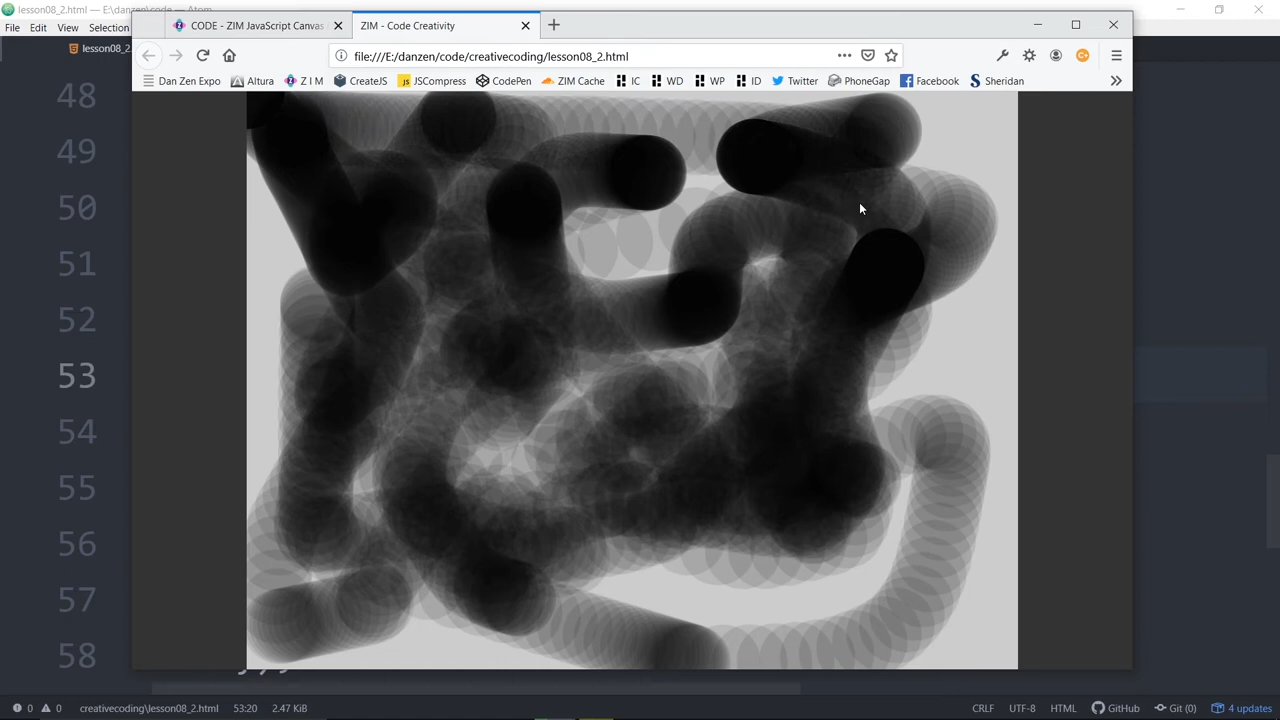 lesson08_2.html — E:\danzen\code — Atom
File Edit View Selection
lesson08_2.
CODE - ZIM JavaScript Canvas
ZIM - Code Creativity
file:///E:/danzen/code/creativecoding/lesson08_2.html
Dan Zen Expo Altura Z I M CreateJS JSCompress CodePen ZIM Cache IC WD WP ID Twitter PhoneGap Facebook Sheridan
48
49
50
51
52
53
54
55
56
57
58
0 0 creativecoding\lesson08_2.html 53:20 2.47 KiB CRLF UTF-8 HTML GitHub Git (0) 4 updates